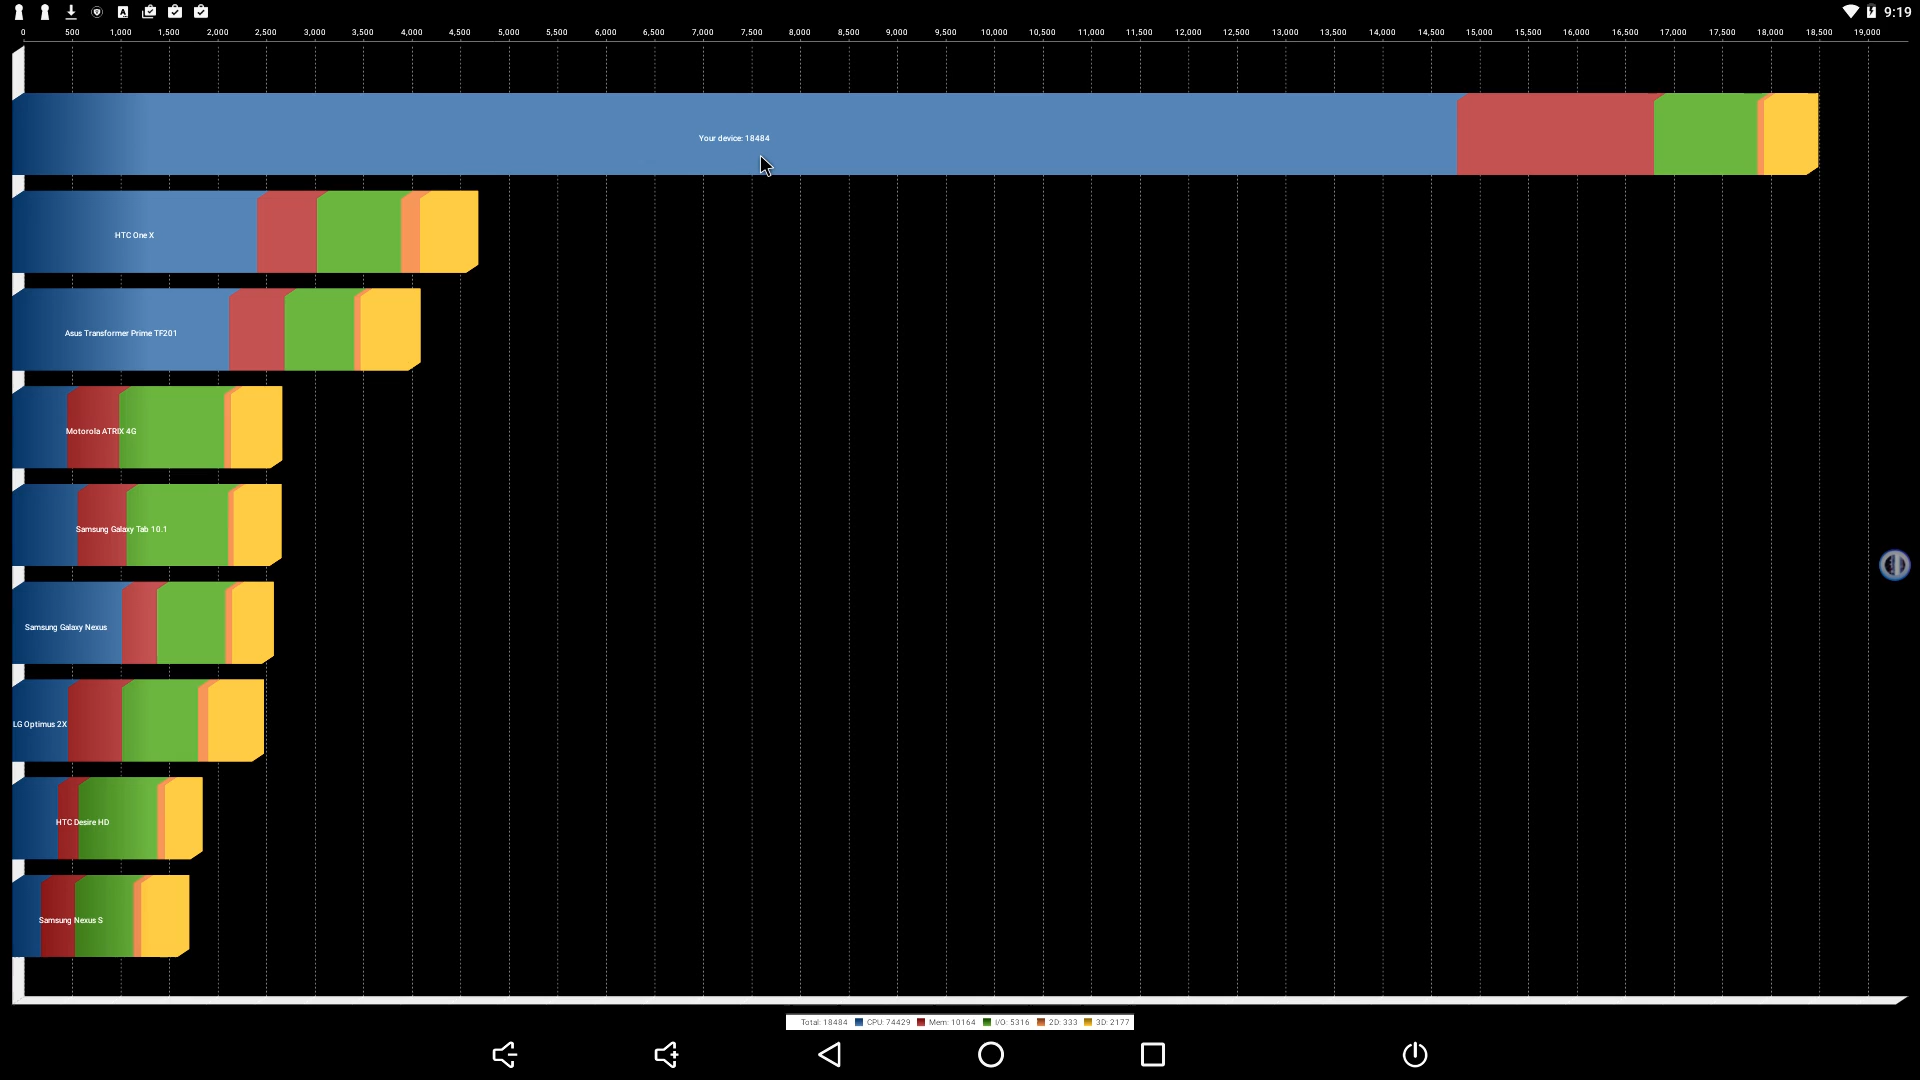 9:19
0 500 1,000 1,500 2,000 2,500 3,000 3,500 4,000 4,500 5,000 5,500 6,000 6,500 7,000 7,500 8,000 8,500 9,000 9,500 10,000 10,500 11,000 11,500 12,000 12,500 13,000 13,500 14,000 14,500 15,000 15,500 16,000 16,500 17,000 17,500 18,000 18,500 19,000
Your device: 18484
HTC One X
Asus Transformer Prime TF201
Motorola ATRIX 4G
Samsung Galaxy Tab 10.1
Samsung Galaxy Nexus
LG Optimus 2X
HTC Desire HD
Samsung Nexus S
Total: 18484 CPU: 74429 Mem: 10164 I/O: 5316 2D: 333 3D: 2177